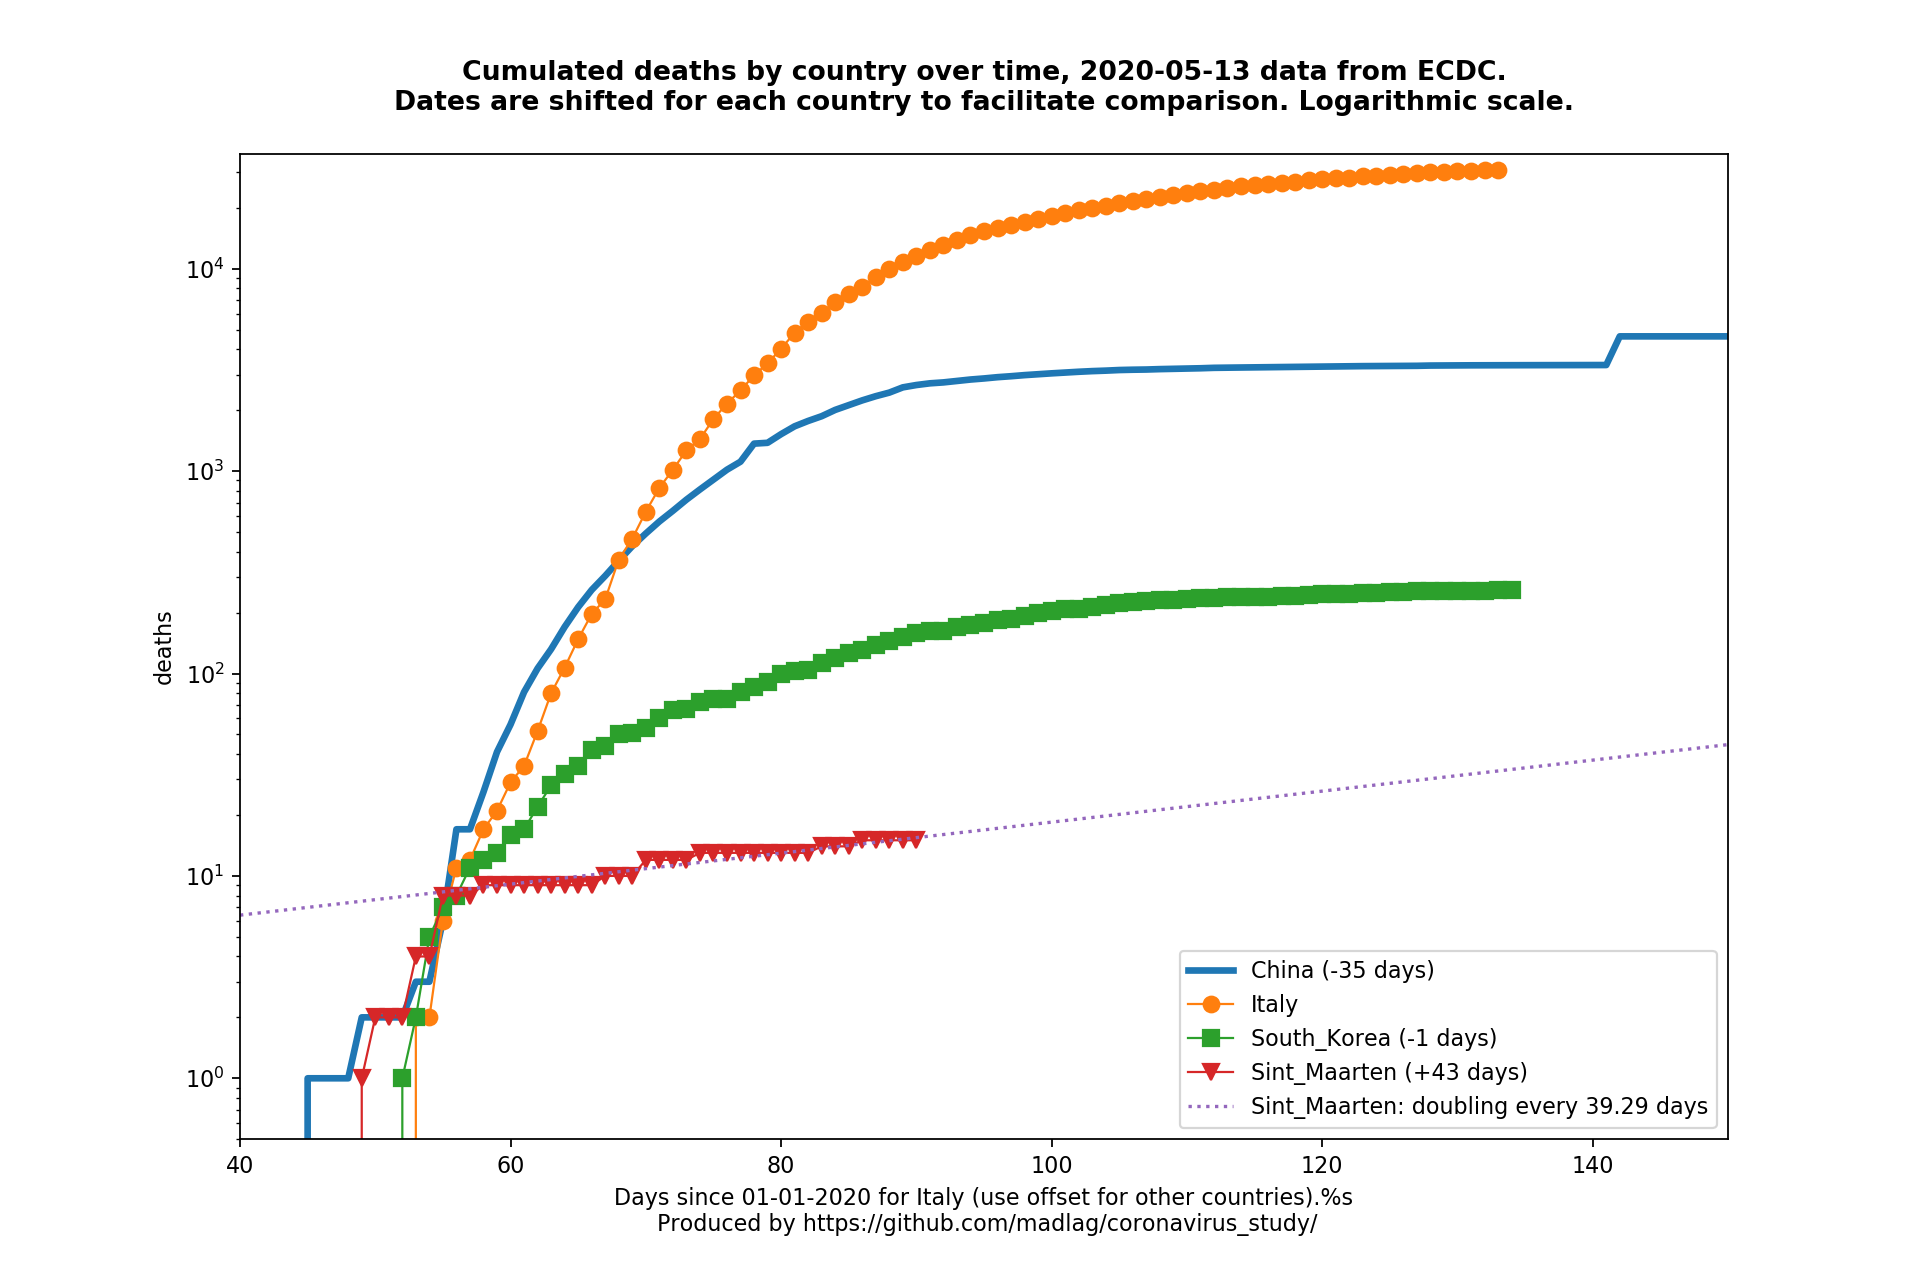 Cumulated deaths by country over time, 2020-05-13 data from ECDC.
Dates are shifted for each country to facilitate comparison. Logarithmic scale.
deaths
10⁴
10³
10²
10¹
10⁰
China (-35 days)
Italy
South_Korea (-1 days)
Sint_Maarten (+43 days)
Sint_Maarten: doubling every 39.29 days
40 60 80 100 120 140
Days since 01-01-2020 for Italy (use offset for other countries).%s
Produced by https://github.com/madlag/coronavirus_study/